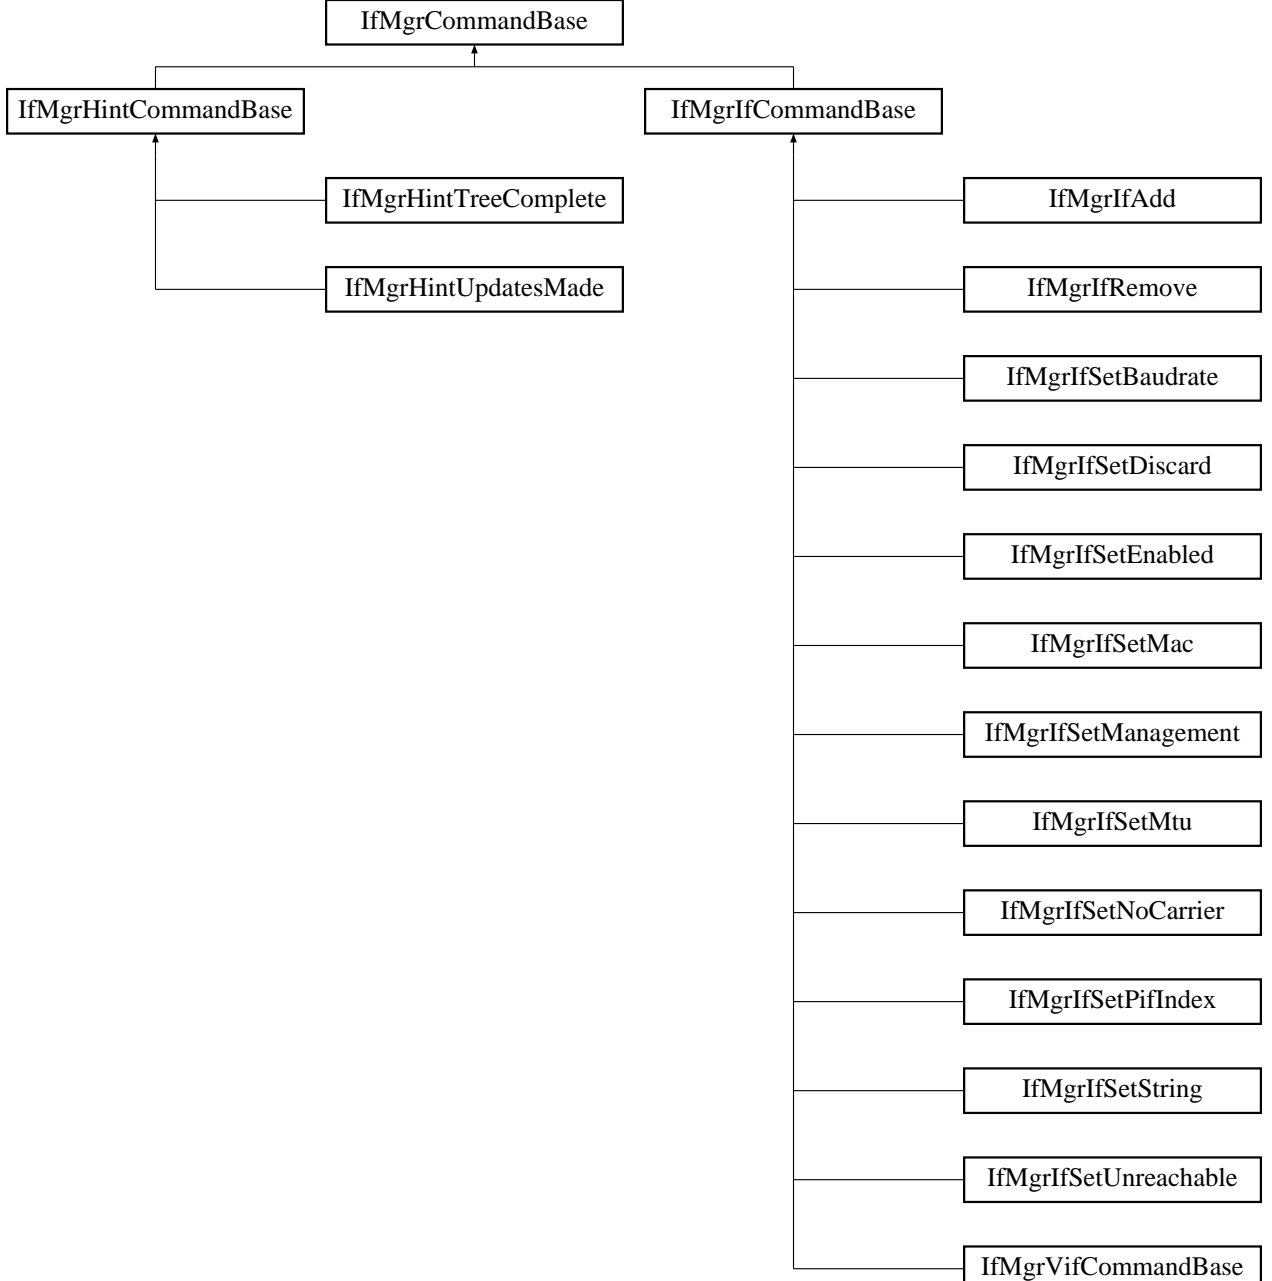 IfMgrCommandBase
IfMgrHintCommandBase
IfMgrIfCommandBase
IfMgrHintTreeComplete
IfMgrIfAdd
IfMgrHintUpdatesMade
IfMgrIfRemove
IfMgrIfSetBaudrate
IfMgrIfSetDiscard
IfMgrIfSetEnabled
IfMgrIfSetMac
IfMgrIfSetManagement
IfMgrIfSetMtu
IfMgrIfSetNoCarrier
IfMgrIfSetPifIndex
IfMgrIfSetString
IfMgrIfSetUnreachable
IfMgrVifCommandBase